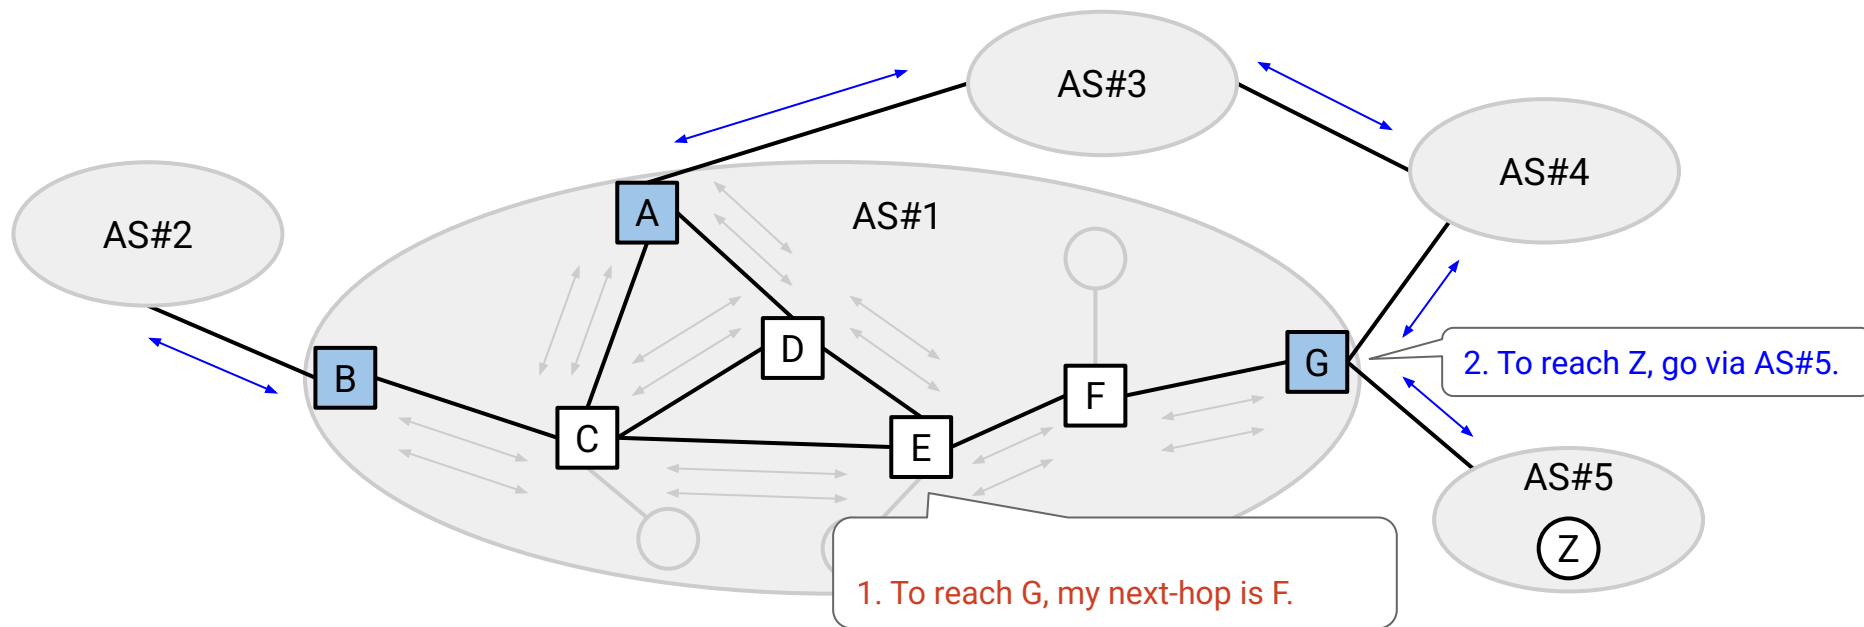 AS#3
AS#4
AS#2
A
AS#1
D
B
G
2. To reach Z, go via AS#5.
F
C
E
AS#5
Z
1. To reach G, my next-hop is F.